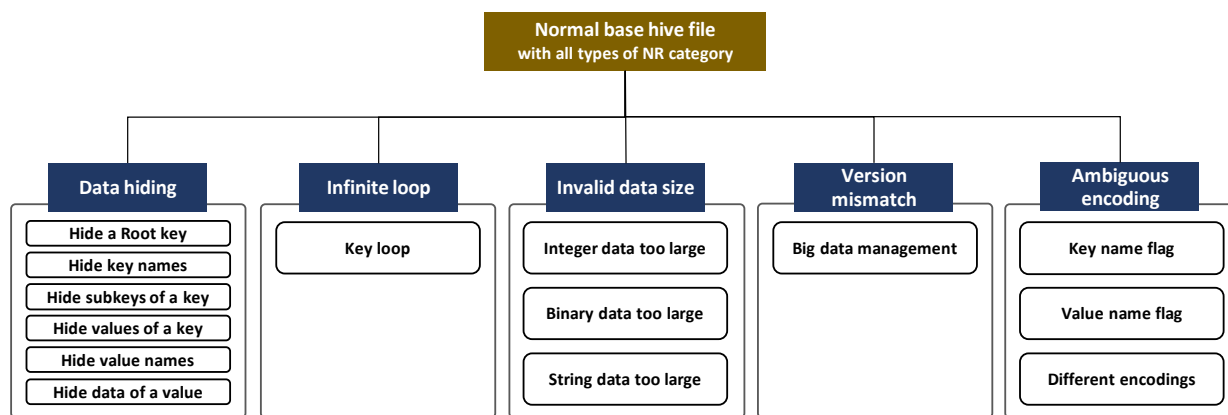 Normal base hive file
with all types of NR category
Data hiding
Hide a Root key
Hide key names
Hide subkeys of a key
Hide values of a key
Hide value names
Hide data of a value
Infinite loop
Key loop
Invalid data size
Integer data too large
Binary data too large
String data too large
Version
mismatch
Big data management
Ambiguous
encoding
Key name flag
Value name flag
Different encodings